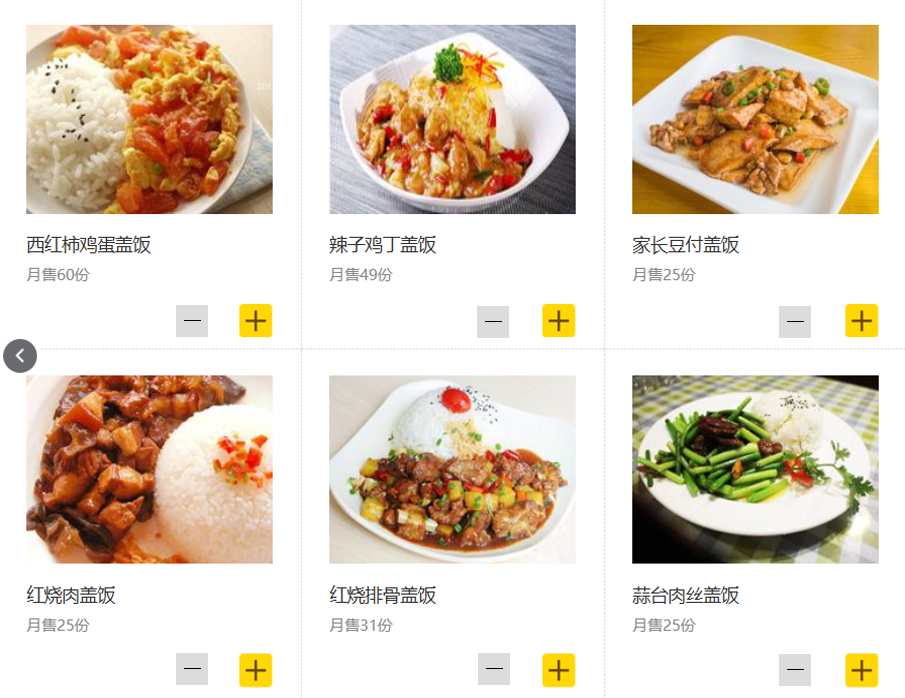 西红柿鸡蛋盖饭
月售60份
辣子鸡丁盖饭
月售49份
家长豆付盖饭
月售25份
红烧肉盖饭
月售25份
红烧排骨盖饭
月售31份
蒜台肉丝盖饭
月售25份